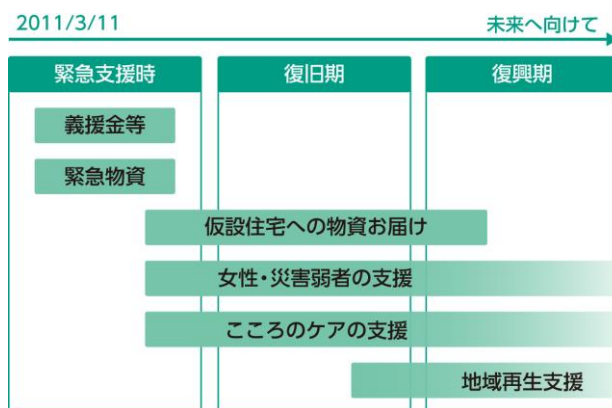 2011/3/11
未来へ向けて
緊急支援時
復旧期
復興期
義援金等
緊急物資
仮設住宅への物資お届け
女性・災害弱者の支援
こころのケアの支援
地域再生支援